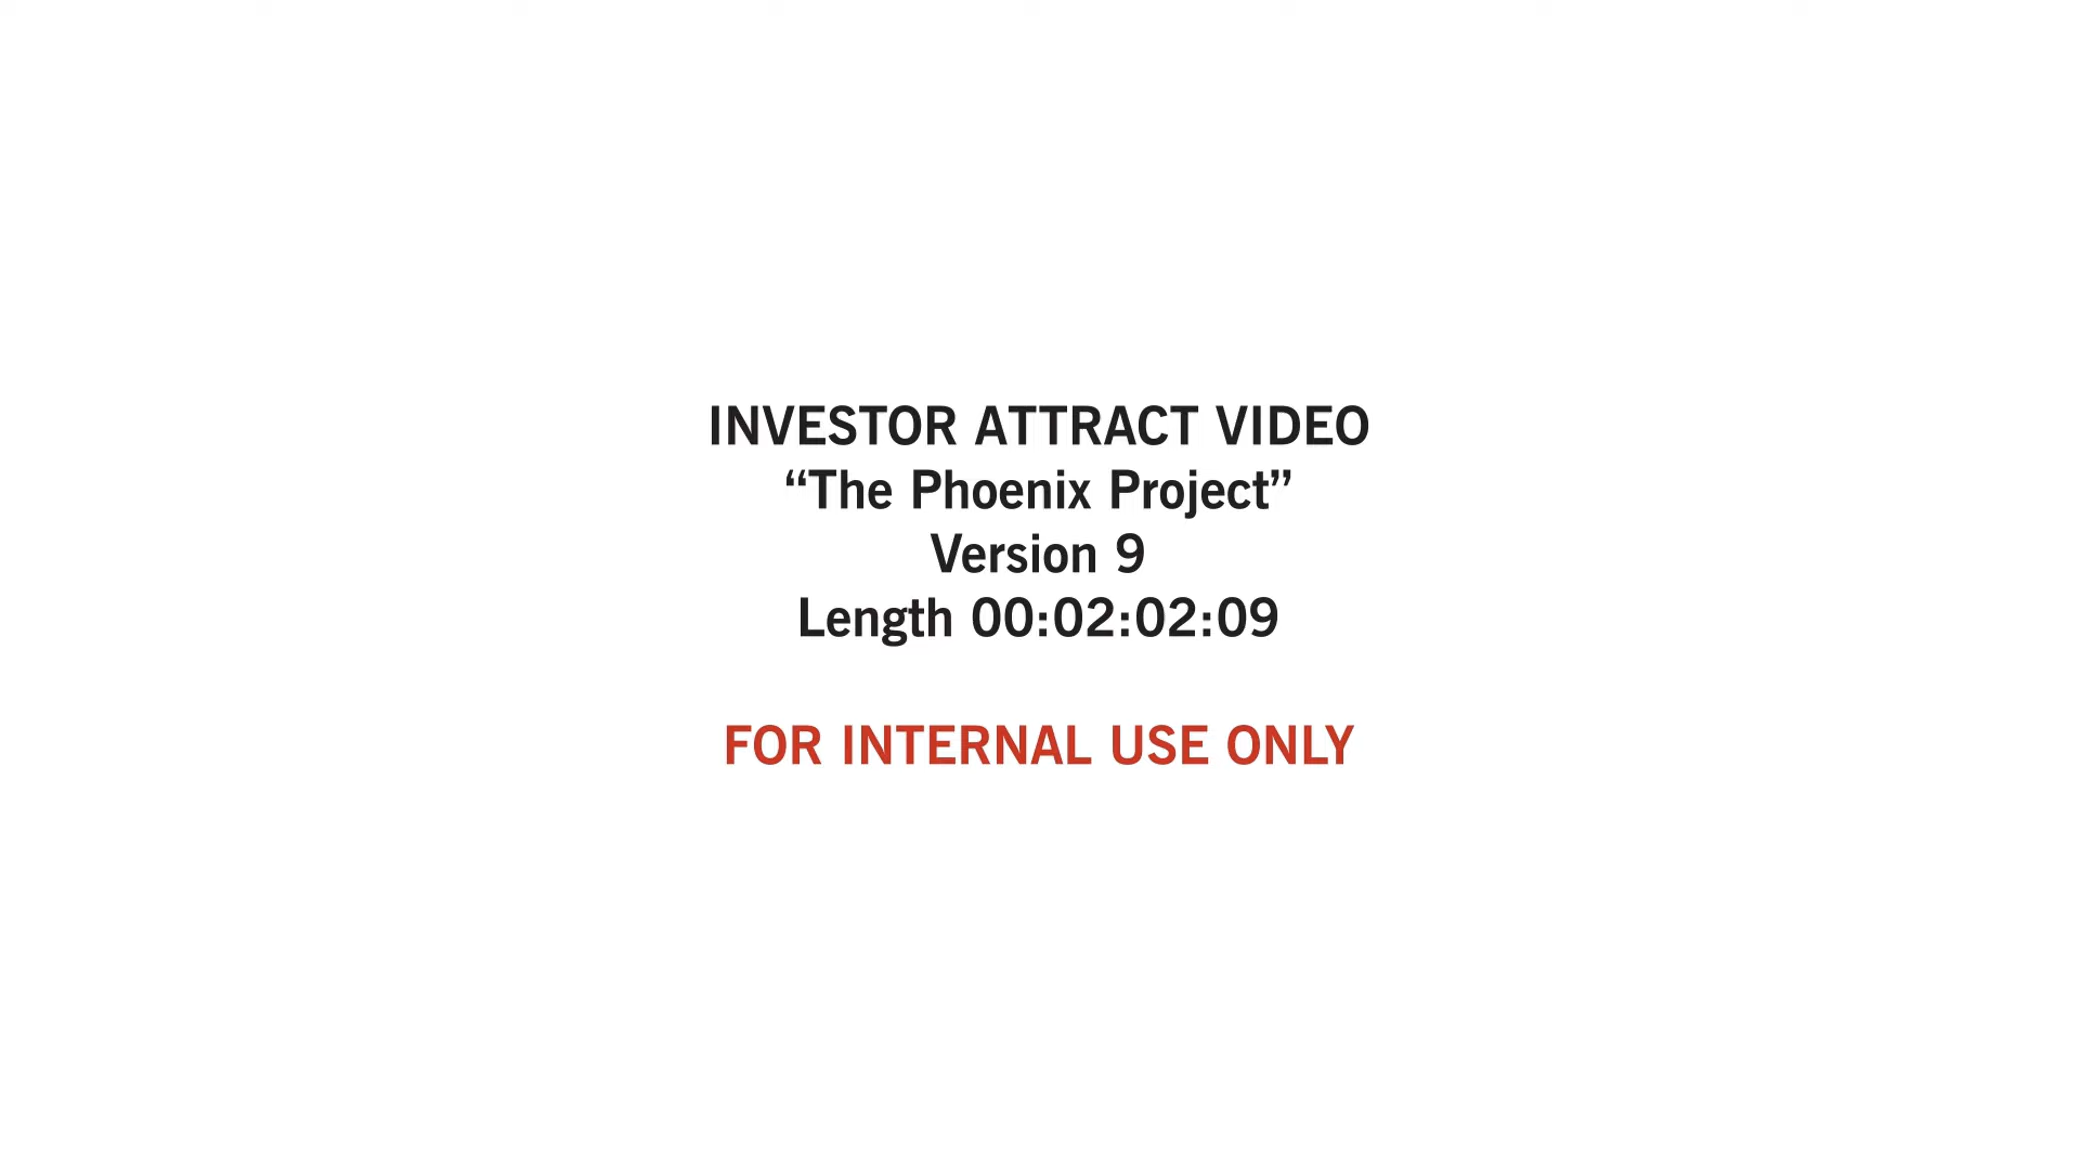 INVESTOR ATTRACT VIDEO
“The Phoenix Project”
Version 9
Length 00:02:02:09
FOR INTERNAL USE ONLY